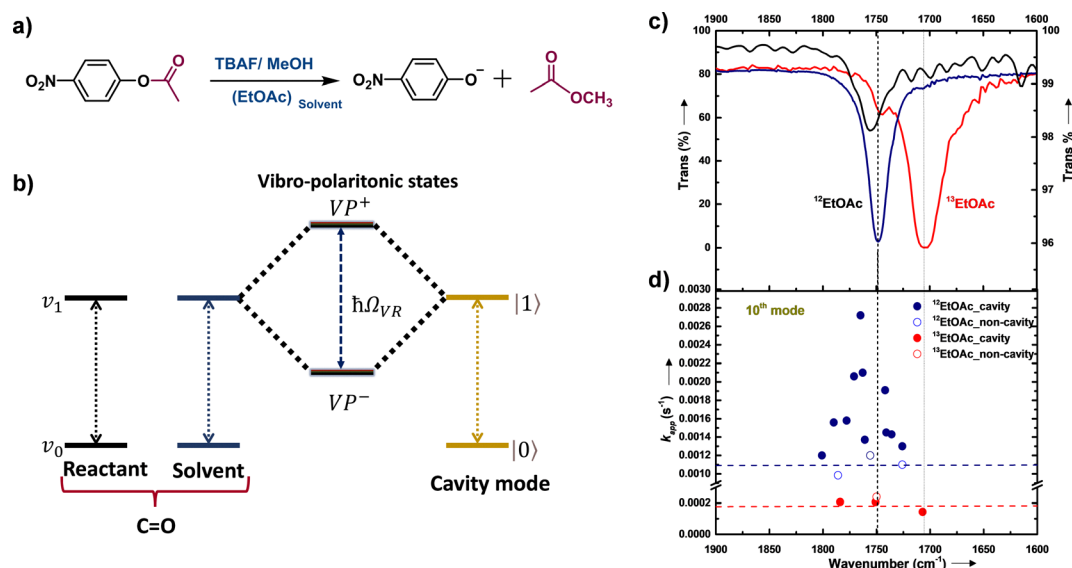 a)
NO₂
O
O
TBAF/ MeOH
(EtOAc) Solvent
NO₂
O⁻
+
O
OCH₃
b)
Vibro-polaritonic states
VP⁺
ħΩ_VR
VP⁻
v₁
v₀
|1⟩
|0⟩
Reactant
Solvent
Cavity mode
C=O
c)
1900 1850 1800 1750 1700 1650 1600
Trans (%)
100
80
60
40
20
0
100
99
98
97
96
Trans %
¹²EtOAc
¹³EtOAc
d)
10th mode
¹²EtOAc_cavity
¹²EtOAc_non-cavity
¹³EtOAc_cavity
¹³EtOAc_non-cavity
k_app (s⁻¹)
0.0030
0.0028
0.0026
0.0024
0.0022
0.0020
0.0018
0.0016
0.0014
0.0012
0.0010
0.0002
0.0000
1900 1850 1800 1750 1700 1650 1600
Wavenumber (cm⁻¹)